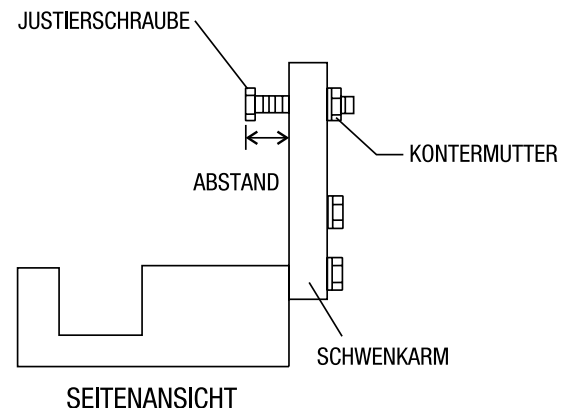 JUSTIERSCHRAUBE
KONTERMUTTER
ABSTAND
SCHWENKARM
SEITENANSICHT